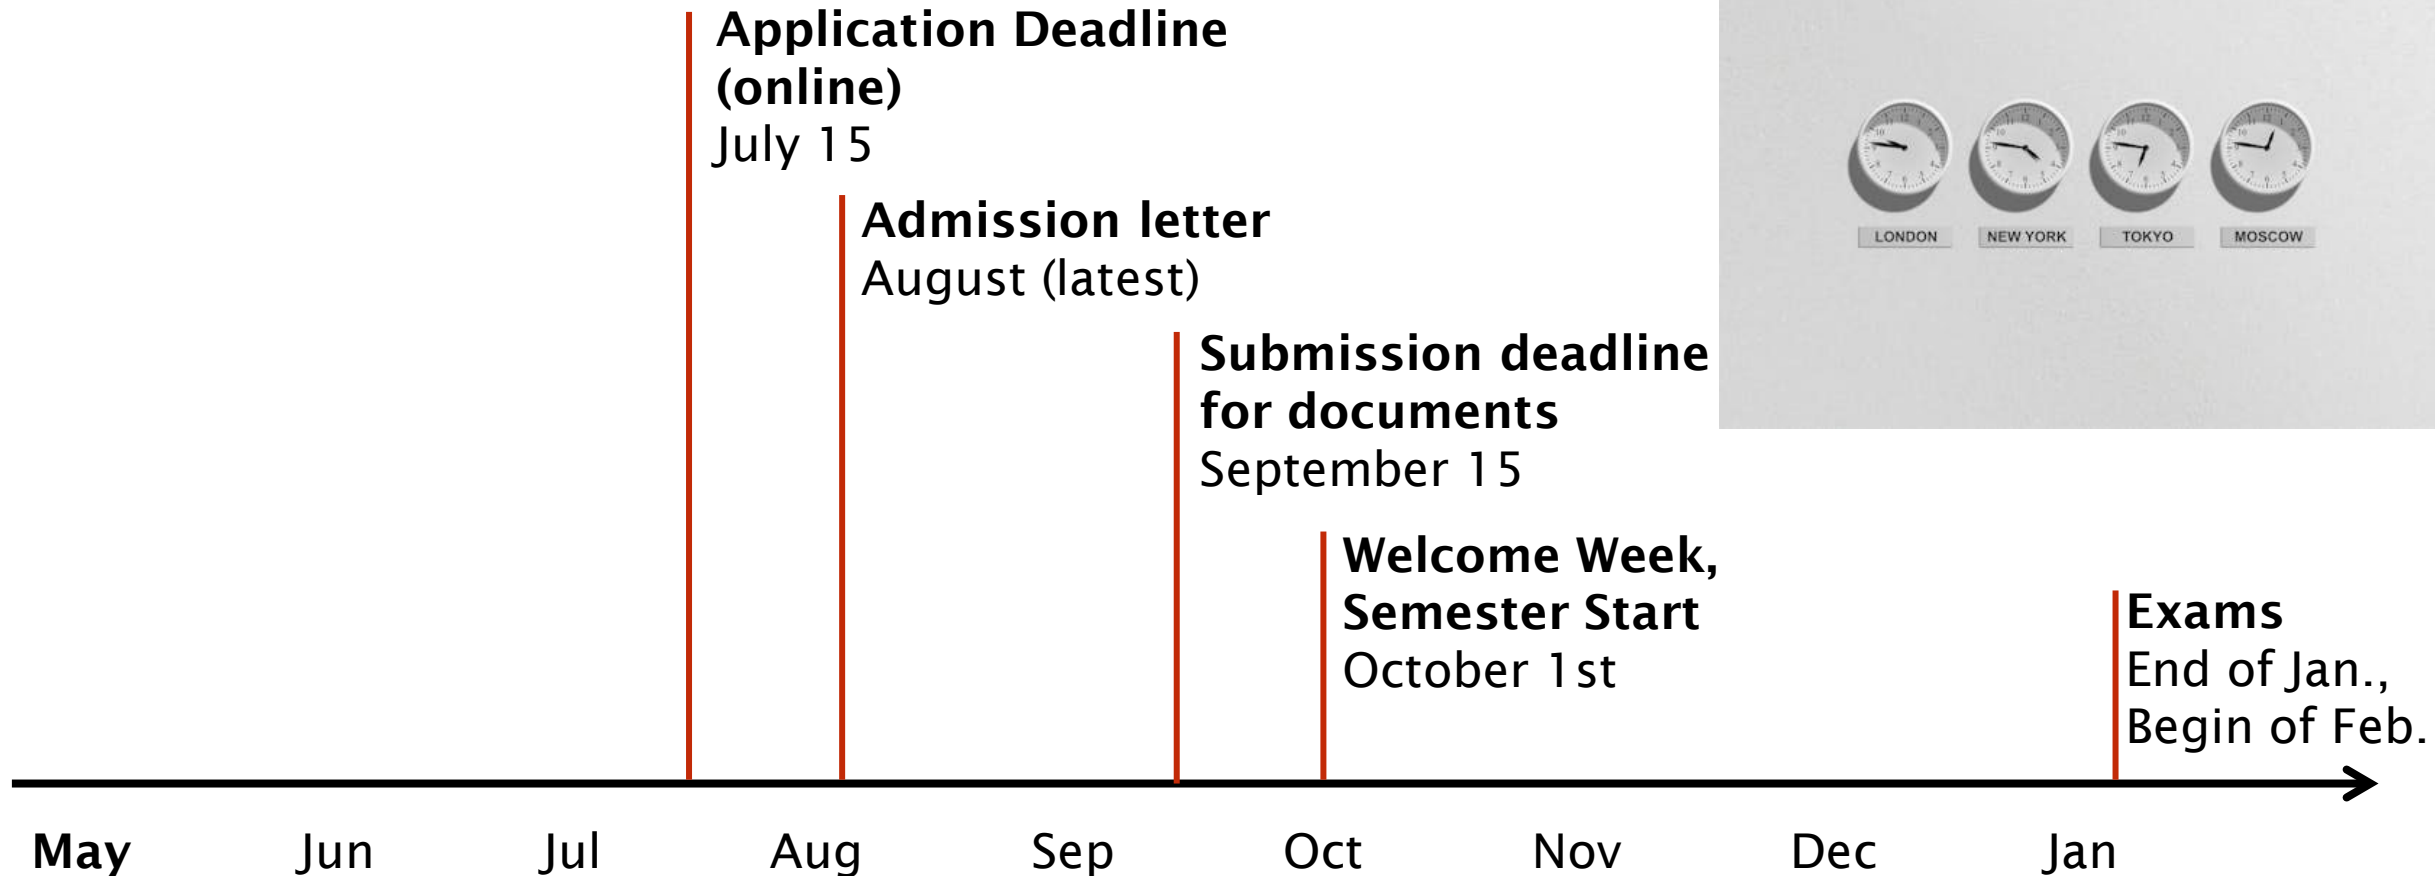 Application Deadline
(online)
July 15
Admission letter
August (latest)
Submission deadline
for documents
September 15
Welcome Week,
Semester Start
October 1st
Exams
End of Jan.,
Begin of Feb.
LONDON NEW YORK TOKYO MOSCOW
May Jun Jul Aug Sep Oct Nov Dec Jan